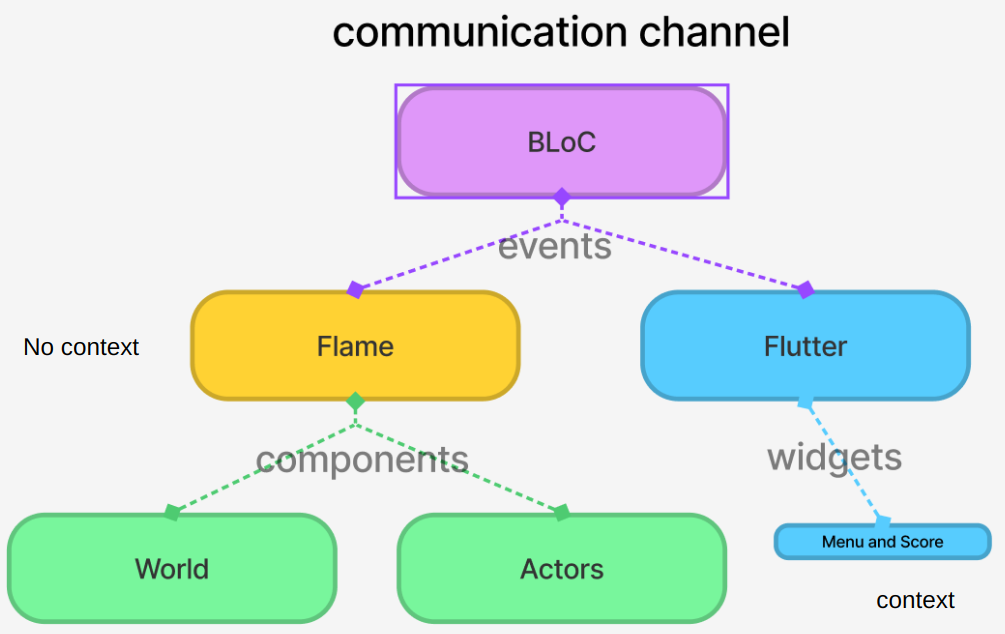 communication channel
BLoC
events
No context
Flame
Flutter
components
widgets
World
Actors
Menu and Score
context